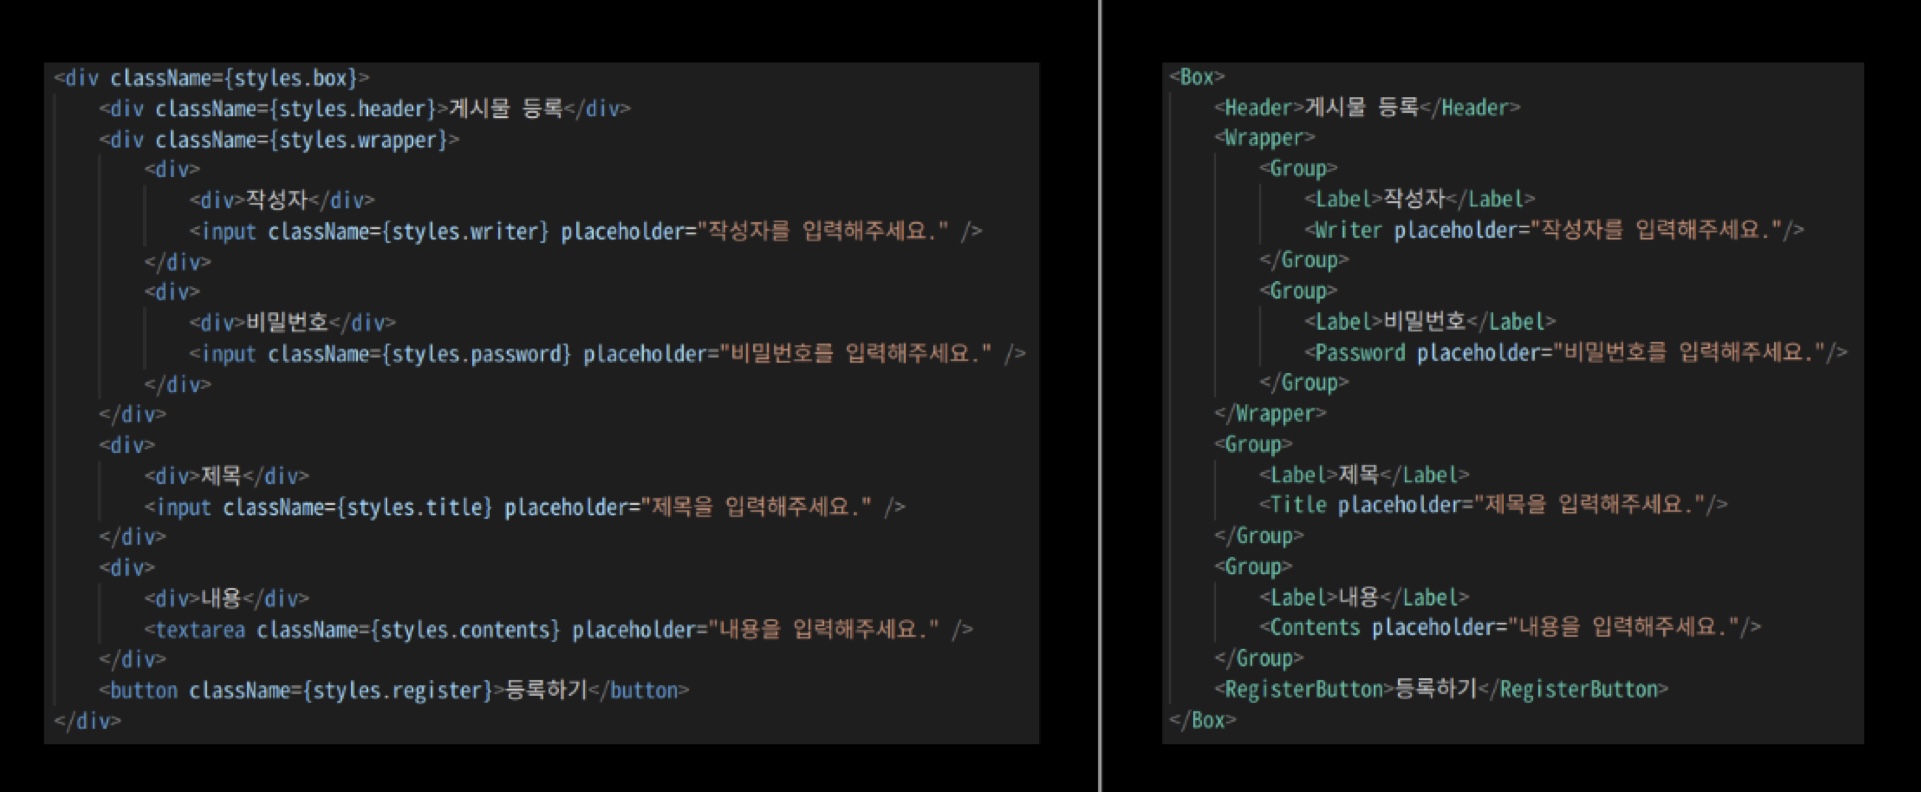 <div className={styles.box}>
<div className={styles.header}>게시물 등록</div>
<div className={styles.wrapper}>
<div>
<div>작성자</div>
<input className={styles.writer} placeholder="작성자를 입력해주세요." />
</div>
<div>
<div>비밀번호</div>
<input className={styles.password} placeholder="비밀번호를 입력해주세요." />
</div>
</div>
<div>
<div>제목</div>
<input className={styles.title} placeholder="제목을 입력해주세요." />
</div>
<div>
<div>내용</div>
<textarea className={styles.contents} placeholder="내용을 입력해주세요." />
</div>
<button className={styles.register}>등록하기</button>
</div>
<Box>
<Header>게시물 등록</Header>
<Wrapper>
<Group>
<Label>작성자</Label>
<Writer placeholder="작성자를 입력해주세요."/>
</Group>
<Group>
<Label>비밀번호</Label>
<Password placeholder="비밀번호를 입력해주세요."/>
</Group>
</Wrapper>
<Group>
<Label>제목</Label>
<Title placeholder="제목을 입력해주세요."/>
</Group>
<Group>
<Label>내용</Label>
<Contents placeholder="내용을 입력해주세요."/>
</Group>
<RegisterButton>등록하기</RegisterButton>
</Box>